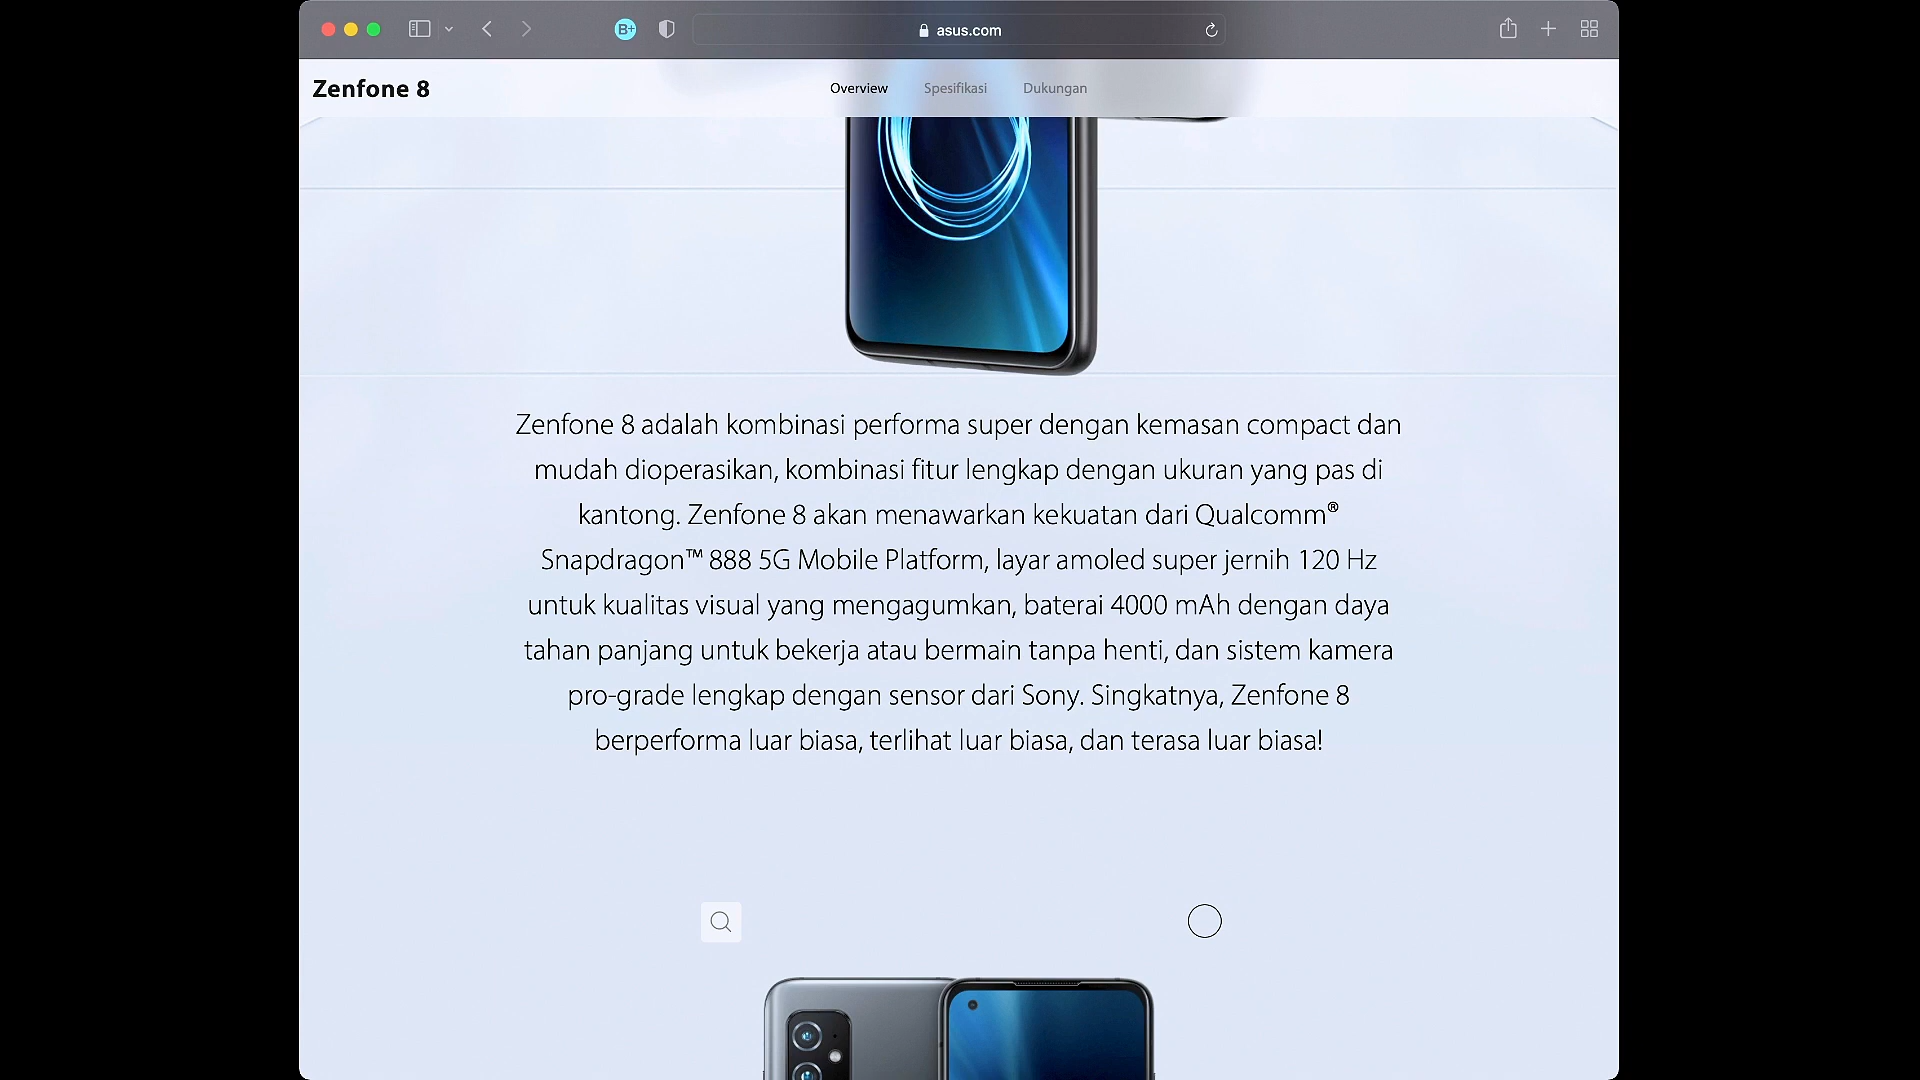 B+
asus.com
Zenfone 8
Overview Spesifikasi Dukungan
Zenfone 8 adalah kombinasi performa super dengan kemasan compact dan
mudah dioperasikan, kombinasi fitur lengkap dengan ukuran yang pas di
kantong. Zenfone 8 akan menawarkan kekuatan dari Qualcomm®
Snapdragon™ 888 5G Mobile Platform, layar amoled super jernih 120 Hz
untuk kualitas visual yang mengagumkan, baterai 4000 mAh dengan daya
tahan panjang untuk bekerja atau bermain tanpa henti, dan sistem kamera
pro-grade lengkap dengan sensor dari Sony. Singkatnya, Zenfone 8
berperforma luar biasa, terlihat luar biasa, dan terasa luar biasa!